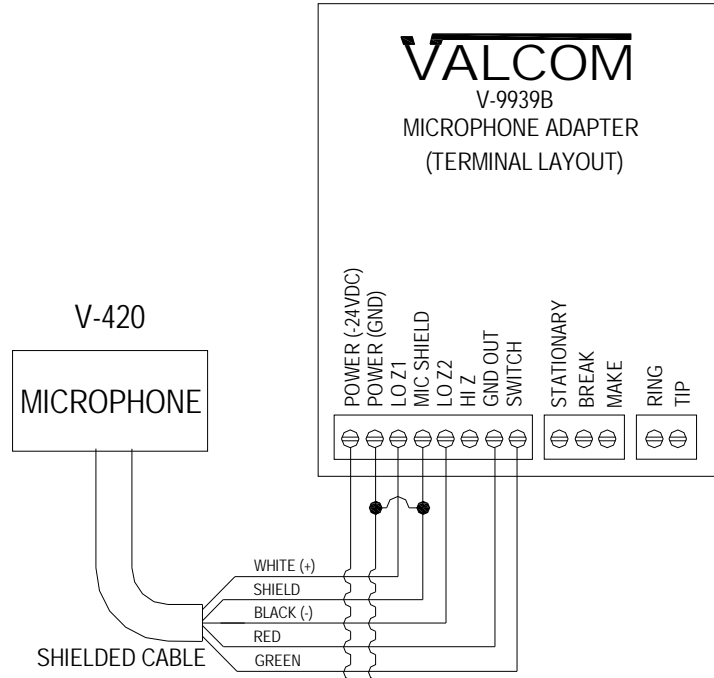 VALCOM
V-9939B
MICROPHONE ADAPTER
(TERMINAL LAYOUT)
V-420
MICROPHONE
POWER (-24VDC)
POWER (GND)
LO Z1
MIC SHIELD
LO Z2
HI Z
GND OUT
SWITCH
STATIONARY
BREAK
MAKE
RING
TIP
WHITE (+)
SHIELD
BLACK (-)
RED
GREEN
SHIELDED CABLE